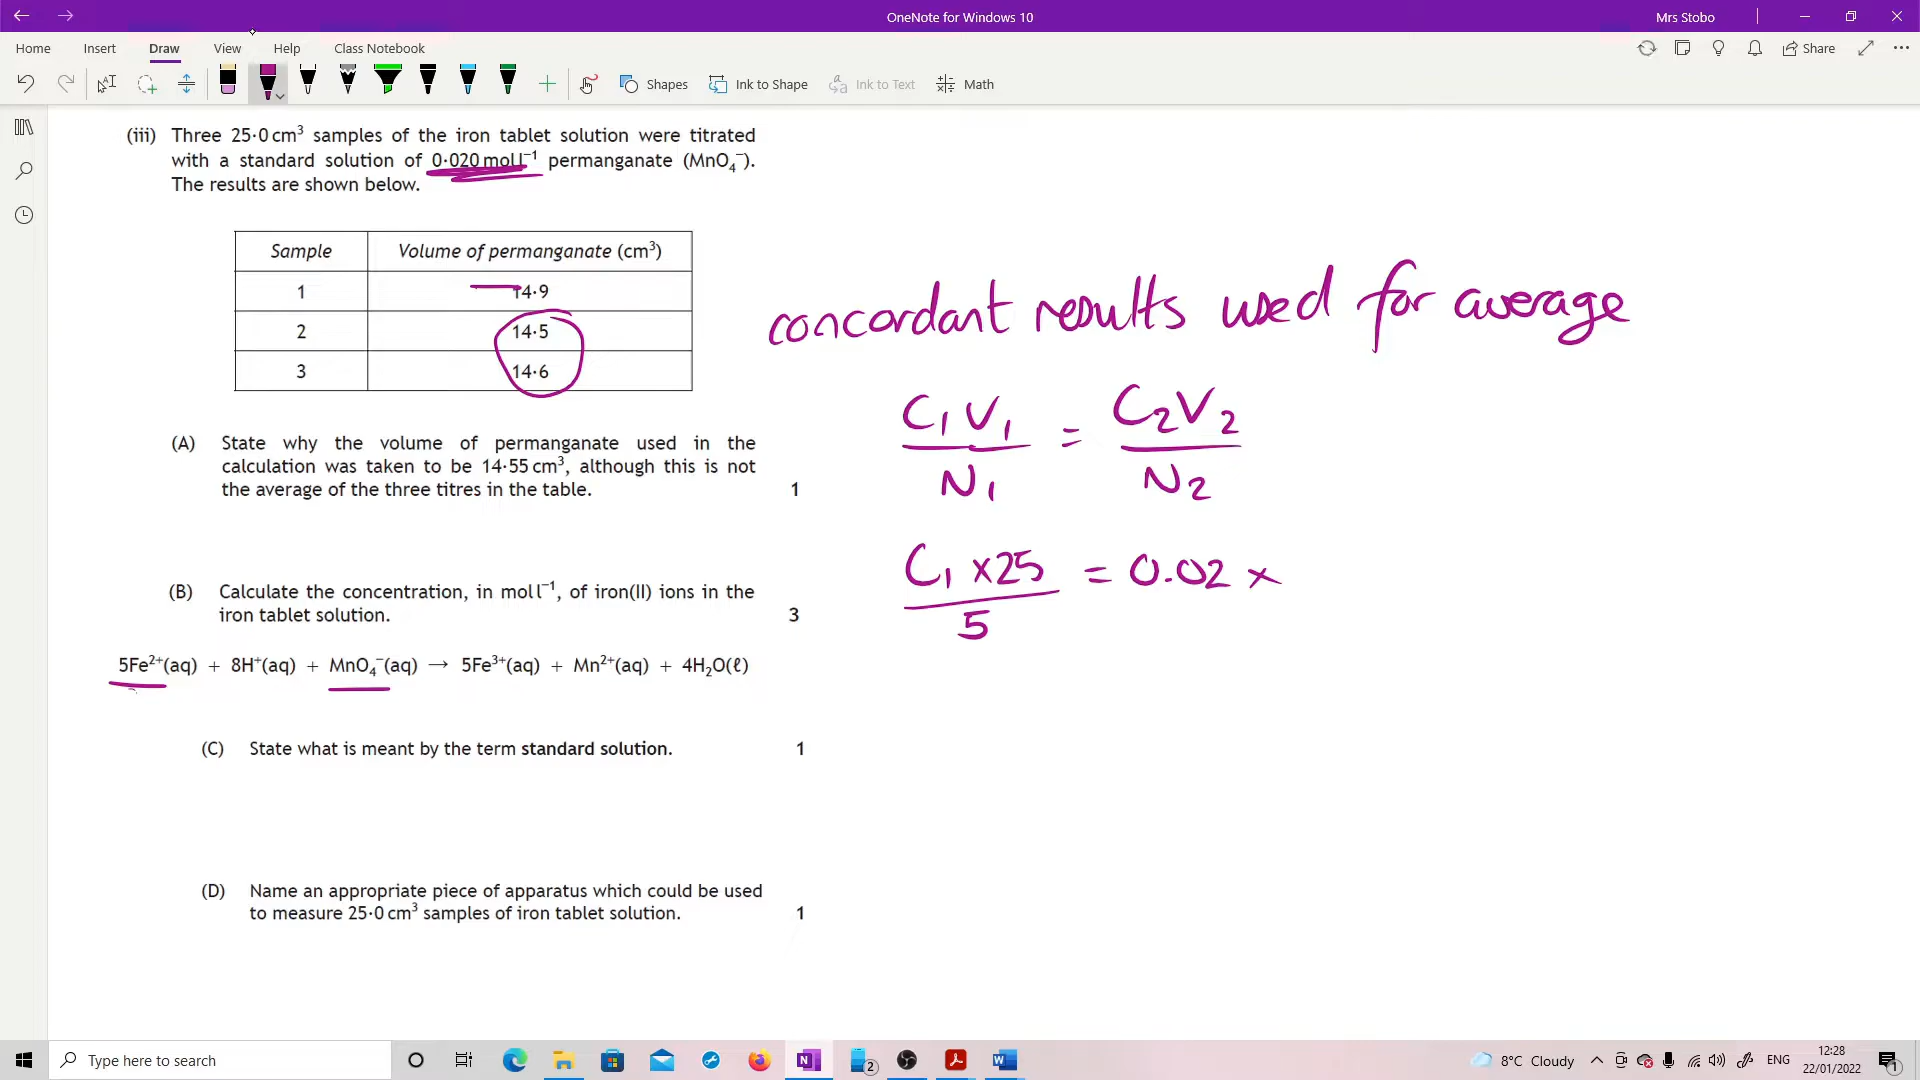 OneNote for Windows 10
Mrs Stobo
Home Insert Draw View Help Class Notebook
Share
Shapes Ink to Shape Ink to Text Math
(iii) Three 25·0 cm³ samples of the iron tablet solution were titrated
with a standard solution of 0·020 mol l⁻¹ permanganate (MnO₄⁻).
The results are shown below.
Sample Volume of permanganate (cm³)
1 14·9
2 14·5
3 14·6
concordant results used for average
C₁V₁/N₁ = C₂V₂/N₂
(A) State why the volume of permanganate used in the
calculation was taken to be 14·55 cm³, although this is not
the average of the three titres in the table. 1
C₁ × 25/5 = 0.02 ×
(B) Calculate the concentration, in mol l⁻¹, of iron(II) ions in the
iron tablet solution. 3
5Fe²⁺(aq) + 8H⁺(aq) + MnO₄⁻(aq) → 5Fe³⁺(aq) + Mn²⁺(aq) + 4H₂O(ℓ)
(C) State what is meant by the term standard solution. 1
(D) Name an appropriate piece of apparatus which could be used
to measure 25·0 cm³ samples of iron tablet solution. 1
Type here to search
2
8°C Cloudy
ENG
12:28
22/01/2022
1